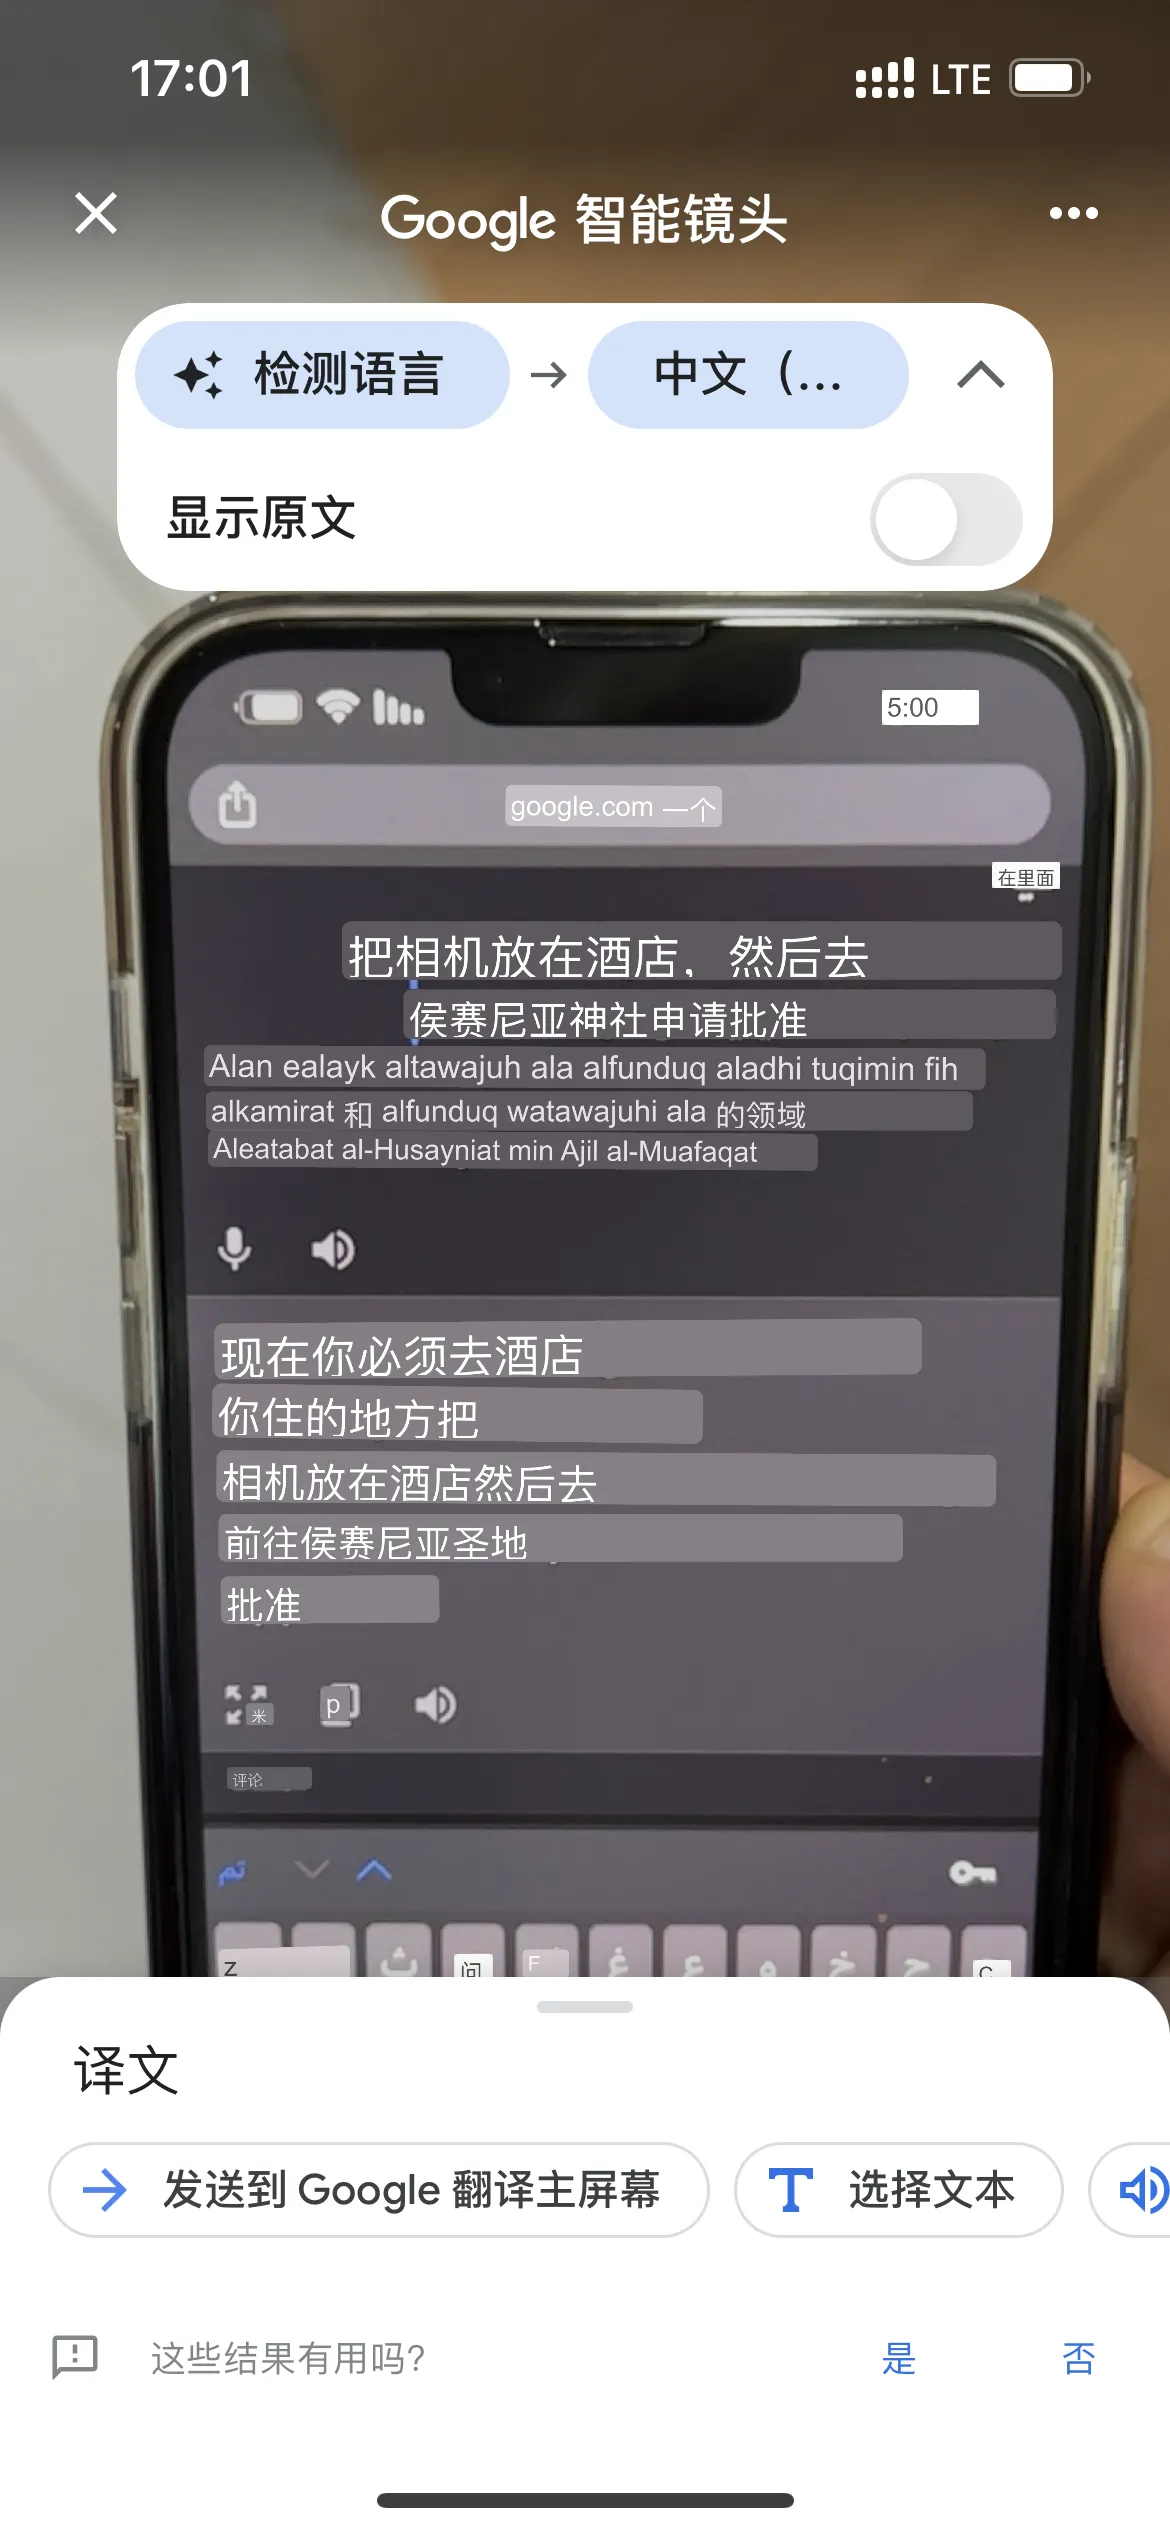 17:01
LTE
Google 智能镜头
检测语言 → 中文（...
显示原文
5:00
google.com 一个
在里面
把相机放在酒店，然后去
侯赛尼亚神社申请批准
Alan ealayk altawajuh ala alfunduq aladhi tuqimin fih
alkamirat 和 alfunduq watawajuhi ala 的领域
Aleatabat al-Husayniat min Ajil al-Muafaqat
现在你必须去酒店
你住的地方把
相机放在酒店然后去
前往侯赛尼亚圣地
批准
米
p
评论
تم
Z ث 问 F غ ع ه خ ح C
译文
发送到 Google 翻译主屏幕
选择文本
这些结果有用吗?
是
否